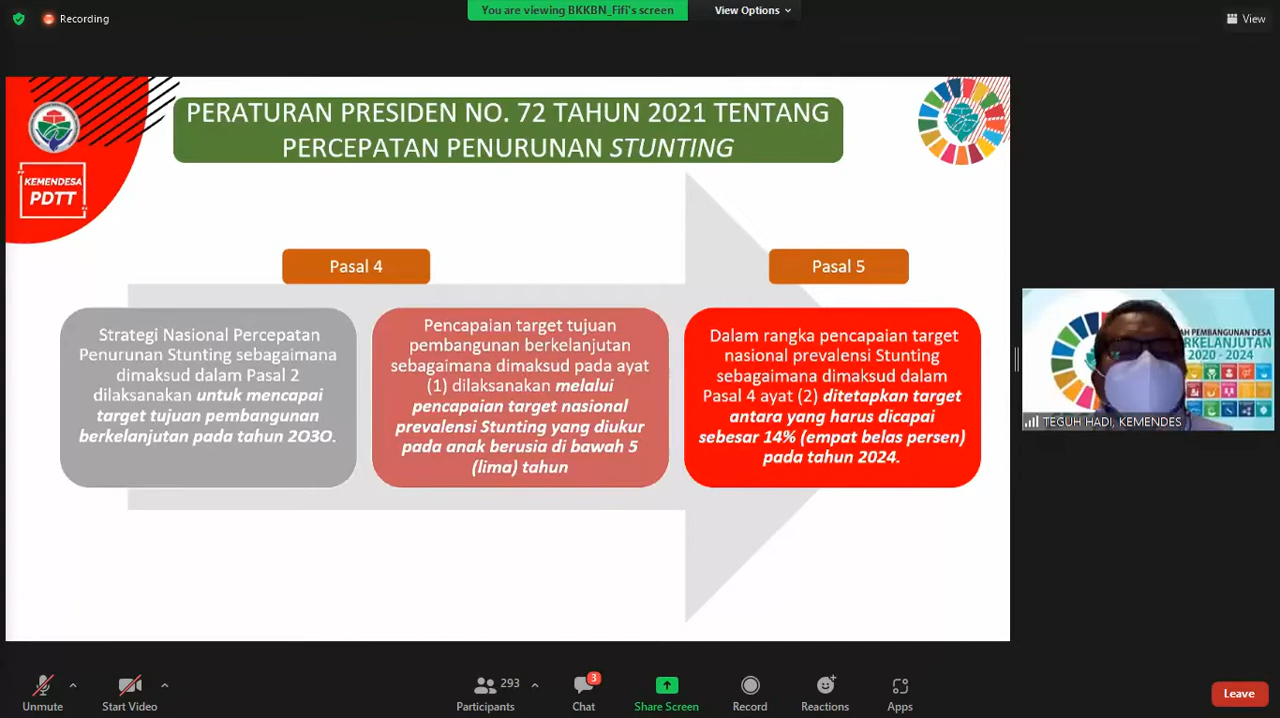 Recording
You are viewing BKKBN_Fifi's screen
View Options
View
PERATURAN PRESIDEN NO. 72 TAHUN 2021 TENTANG
PERCEPATAN PENURUNAN STUNTING
KEMENDESA
PDTT
Pasal 4
Pasal 5
Strategi Nasional Percepatan
Penurunan Stunting sebagaimana
dimaksud dalam Pasal 2
dilaksanakan untuk mencapai
target tujuan pembangunan
berkelanjutan pada tahun 2030.
Pencapaian target tujuan
pembangunan berkelanjutan
sebagaimana dimaksud pada ayat
(1) dilaksanakan melalui
pencapaian target nasional
prevalensi Stunting yang diukur
pada anak berusia di bawah 5
(lima) tahun
Dalam rangka pencapaian target
nasional prevalensi Stunting
sebagaimana dimaksud dalam
Pasal 4 ayat (2) ditetapkan target
antara yang harus dicapai
sebesar 14% (empat belas persen)
pada tahun 2024.
PEMBANGUNAN DESA
2020 - 2024
TEGUH HADI, KEMENDES
Unmute
Start Video
293
Participants
3
Chat
Share Screen
Record
Reactions
Apps
Leave